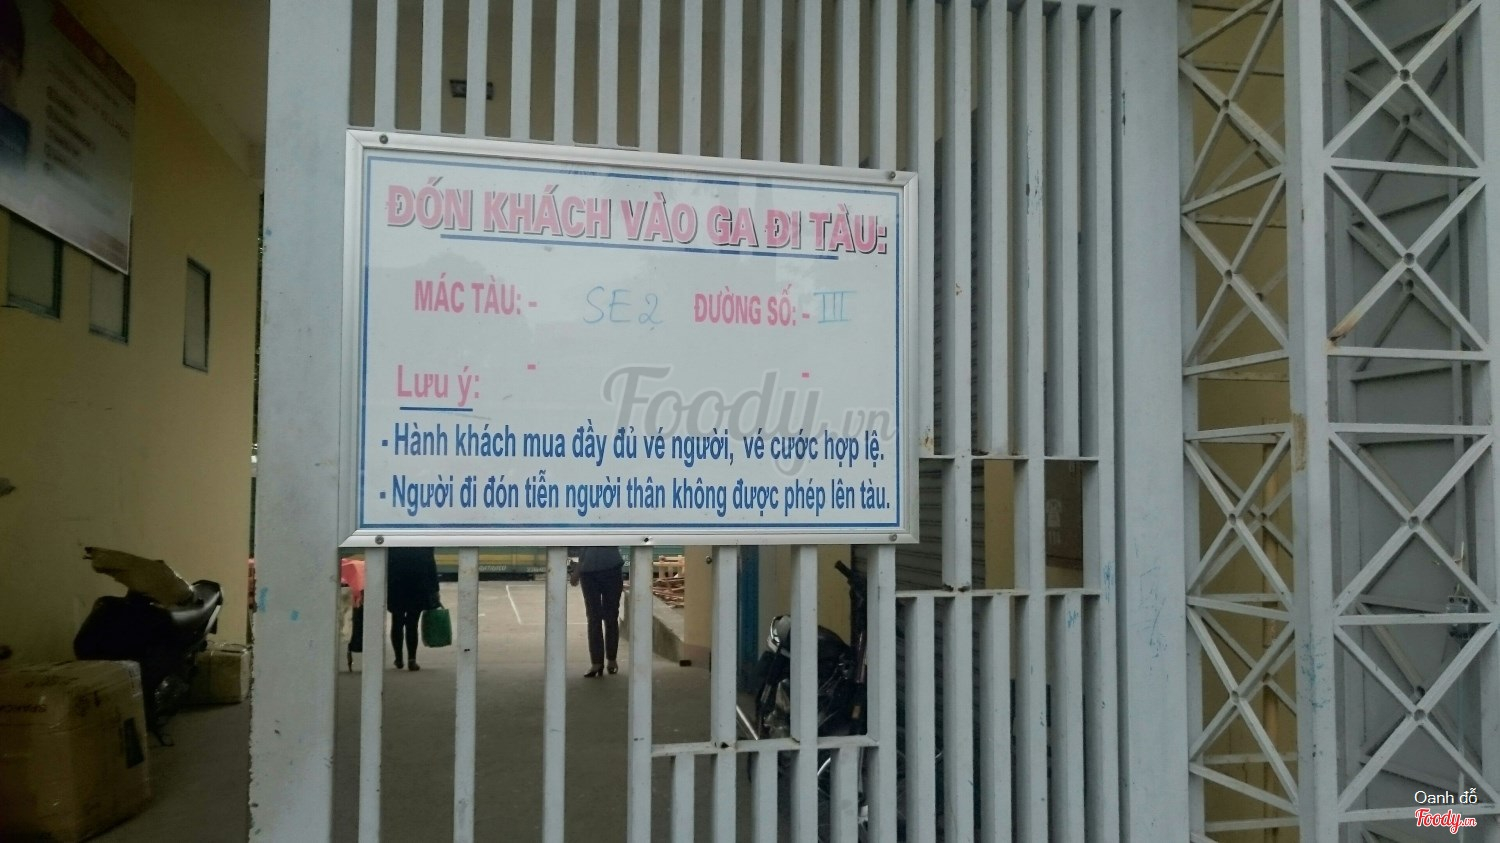 ĐÓN KHÁCH VÀO GA ĐI TÀU:
MÁC TÀU: - SE2 ĐƯỜNG SỐ: - III
- -
Lưu ý:
- Hành khách mua đầy đủ vé người, vé cước hợp lệ.
- Người đi đón tiễn người thân không được phép lên tàu.
Foody.vn
Oanh đỗ
Foody.vn